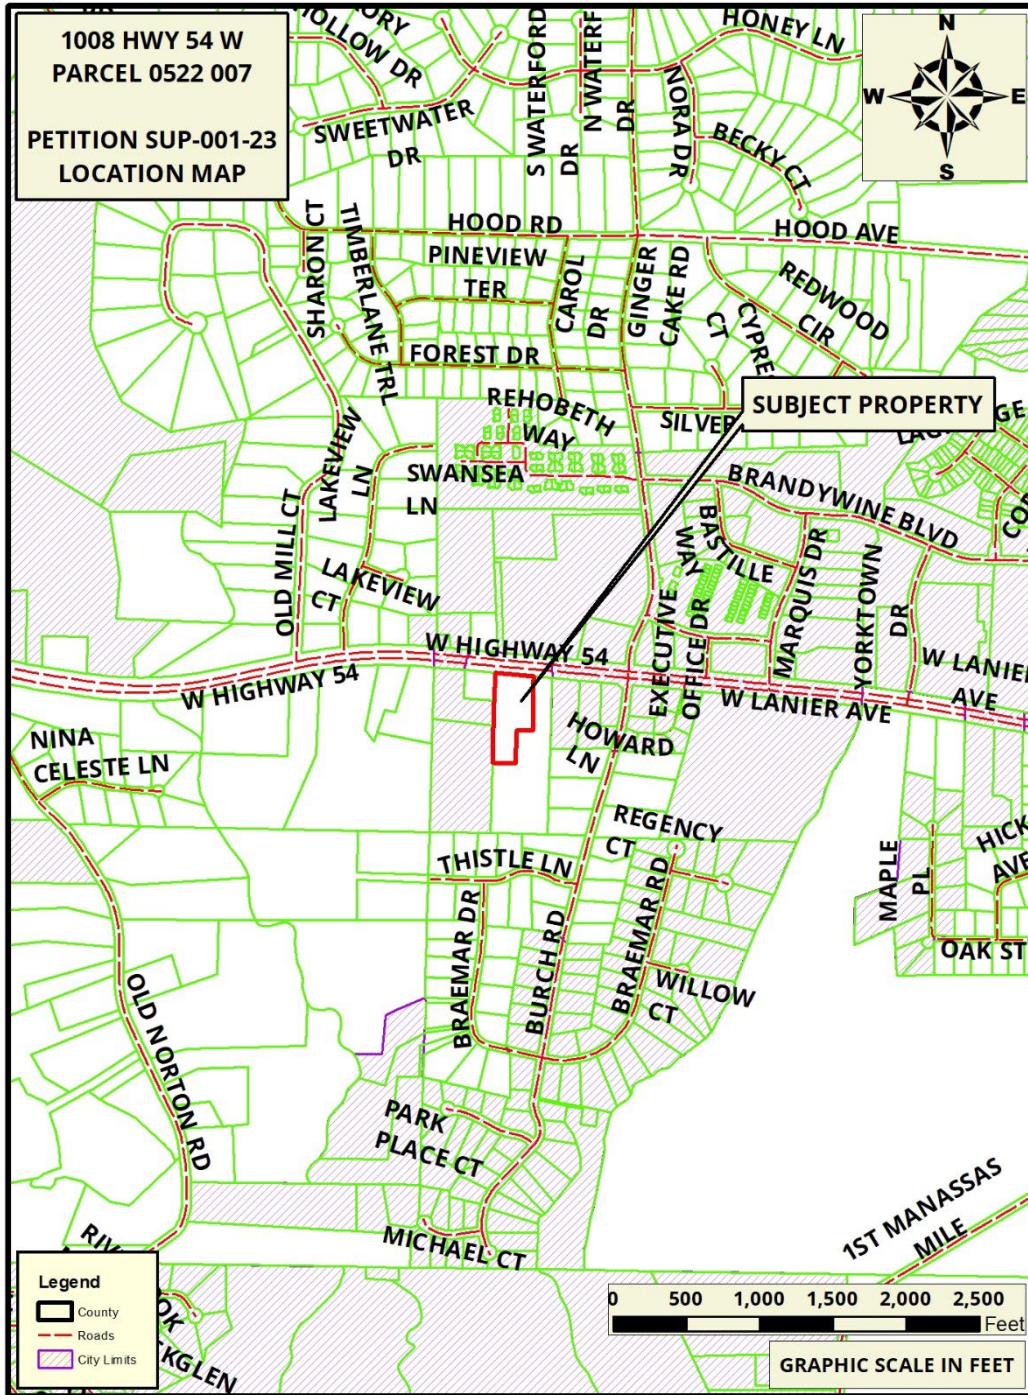 1008 HWY 54 W
PARCEL 0522 007
PETITION SUP-001-23
LOCATION MAP
N
W
E
S
HOLLOW DR
SWEETWATER
DR
S WATERFORD
DR
N WATERF
DR
NORA DR
HONEY LN
BECKY CT
HOOD RD
HOOD AVE
SHARON CT
TIMBERLANE TRL
PINEVIEW
TER
CAROL
DR
GINGER
CAKE RD
REDWOOD
CIR
CT
FOREST DR
SUBJECT PROPERTY
REHOBETH
WAY
SILVER
SWANSEA
LN
LAKEVIEW
LN
BRANDYWINE BLVD
OLD MILL CT
LAKEVIEW
CT
BASTILLE
WAY
MARQUIS DR
YORKTOWN
DR
W HIGHWAY 54
W HIGHWAY 54
EXECUTIVE
OFFICE DR
W LANIER AVE
W LANIER
AVE
NINA
CELESTE LN
HOWARD
LN
REGENCY
CT
THISTLE LN
MAPLE
PL
AVE
OAK ST
BRAEMAR DR
BURCH RD
BRAEMAR RD
WILLOW
CT
OLD NORTON RD
PARK
PLACE CT
MICHAEL CT
1ST MANASSAS
MILE
Legend
County
Roads
City Limits
0 500 1,000 1,500 2,000 2,500
Feet
GRAPHIC SCALE IN FEET